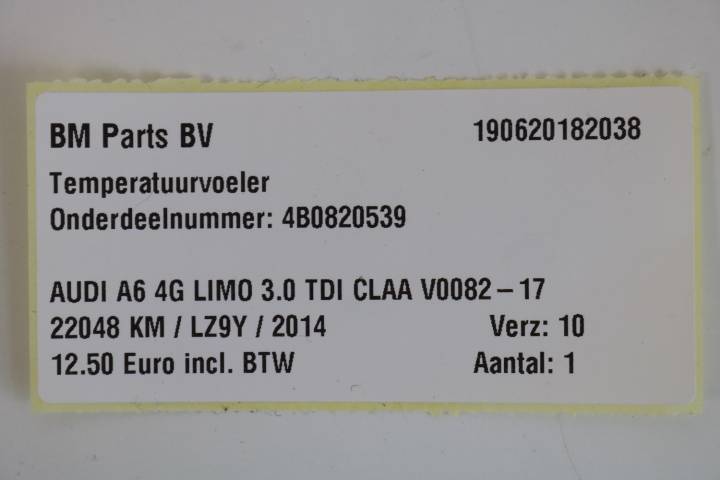 BM Parts BV 190620182038
Temperatuurvoeler
Onderdeelnummer: 4B0820539
AUDI A6 4G LIMO 3.0 TDI CLAA V0082-17
22048 KM / LZ9Y / 2014 Verz: 10
12.50 Euro incl. BTW Aantal: 1